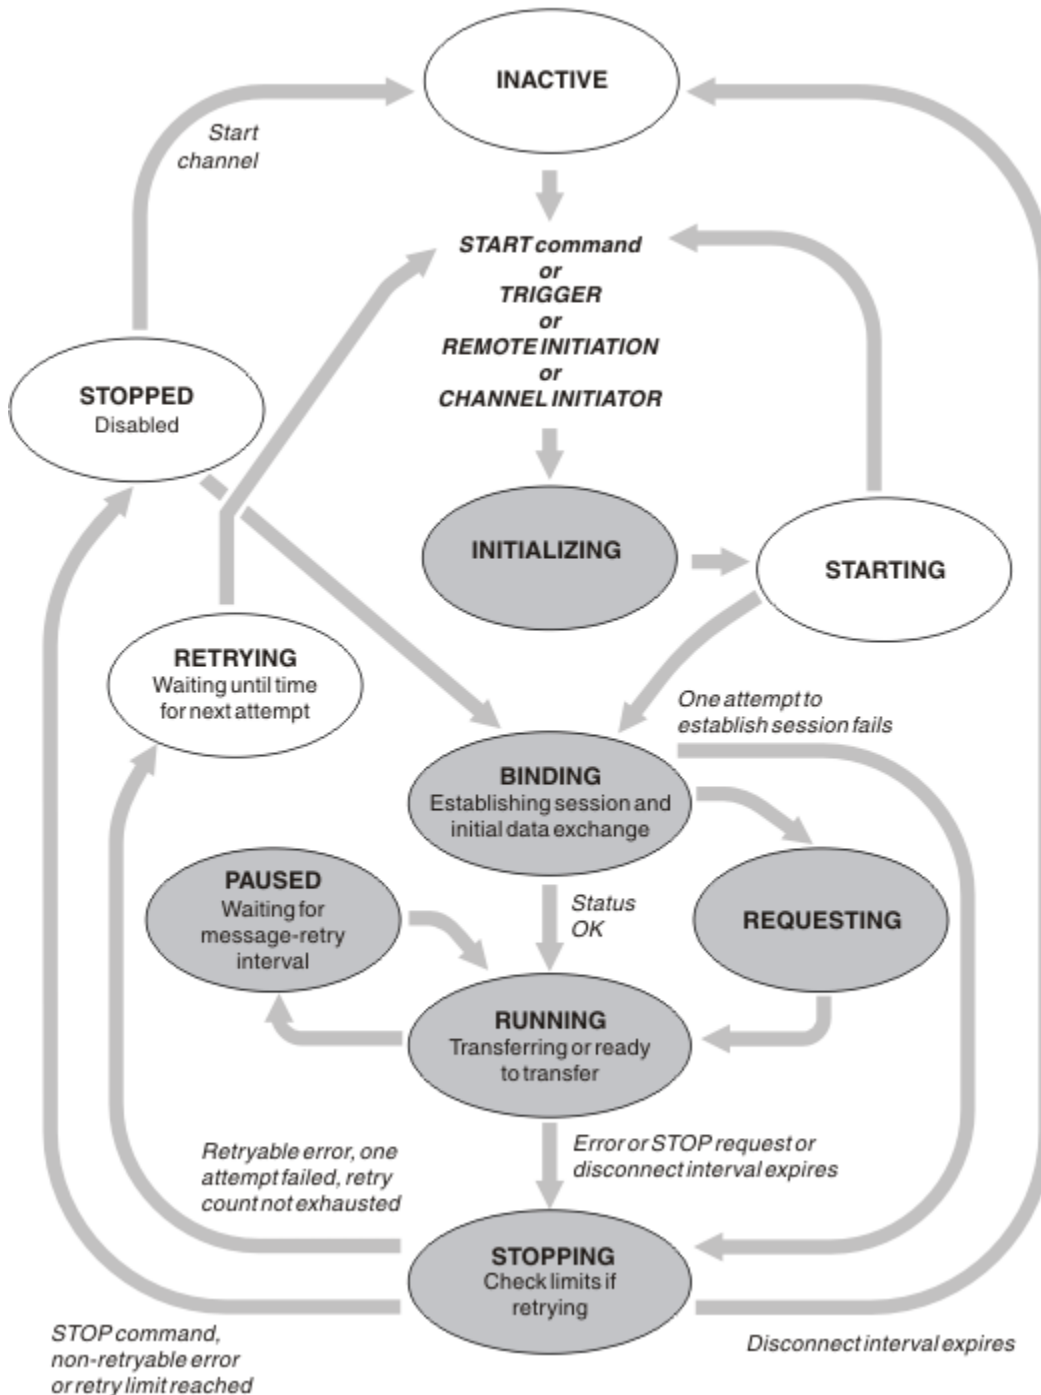 INACTIVE
Start
channel
START command
or
TRIGGER
or
REMOTE INITIATION
or
CHANNEL INITIATOR
STOPPED
Disabled
INITIALIZING
STARTING
RETRYING
Waiting until time
for next attempt
One attempt to
establish session fails
BINDING
Establishing session and
initial data exchange
PAUSED
Waiting for
message-retry
interval
Status
OK
REQUESTING
RUNNING
Transferring or ready
to transfer
Retryable error, one
attempt failed, retry
count not exhausted
Error or STOP request or
disconnect interval expires
STOPPING
Check limits if
retrying
STOP command,
non-retryable error
or retry limit reached
Disconnect interval expires